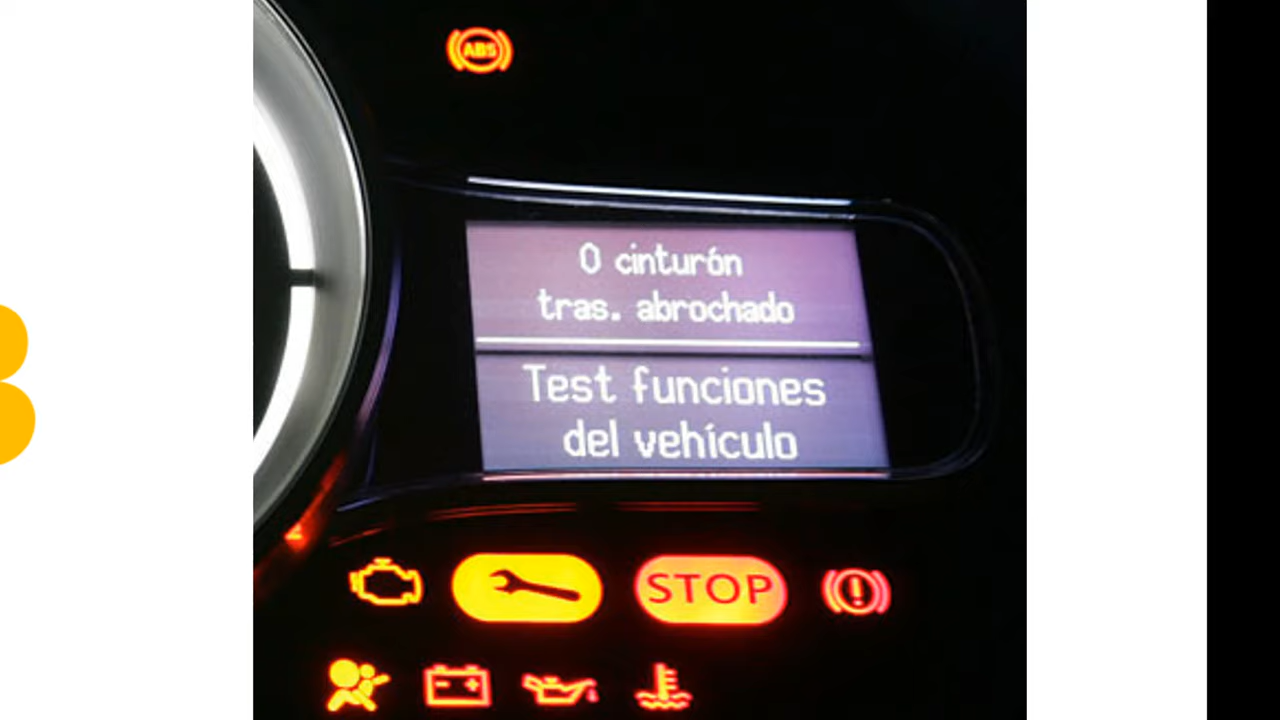 ABS
0 cinturón
tras. abrochado
Test funciones
del vehículo
STOP